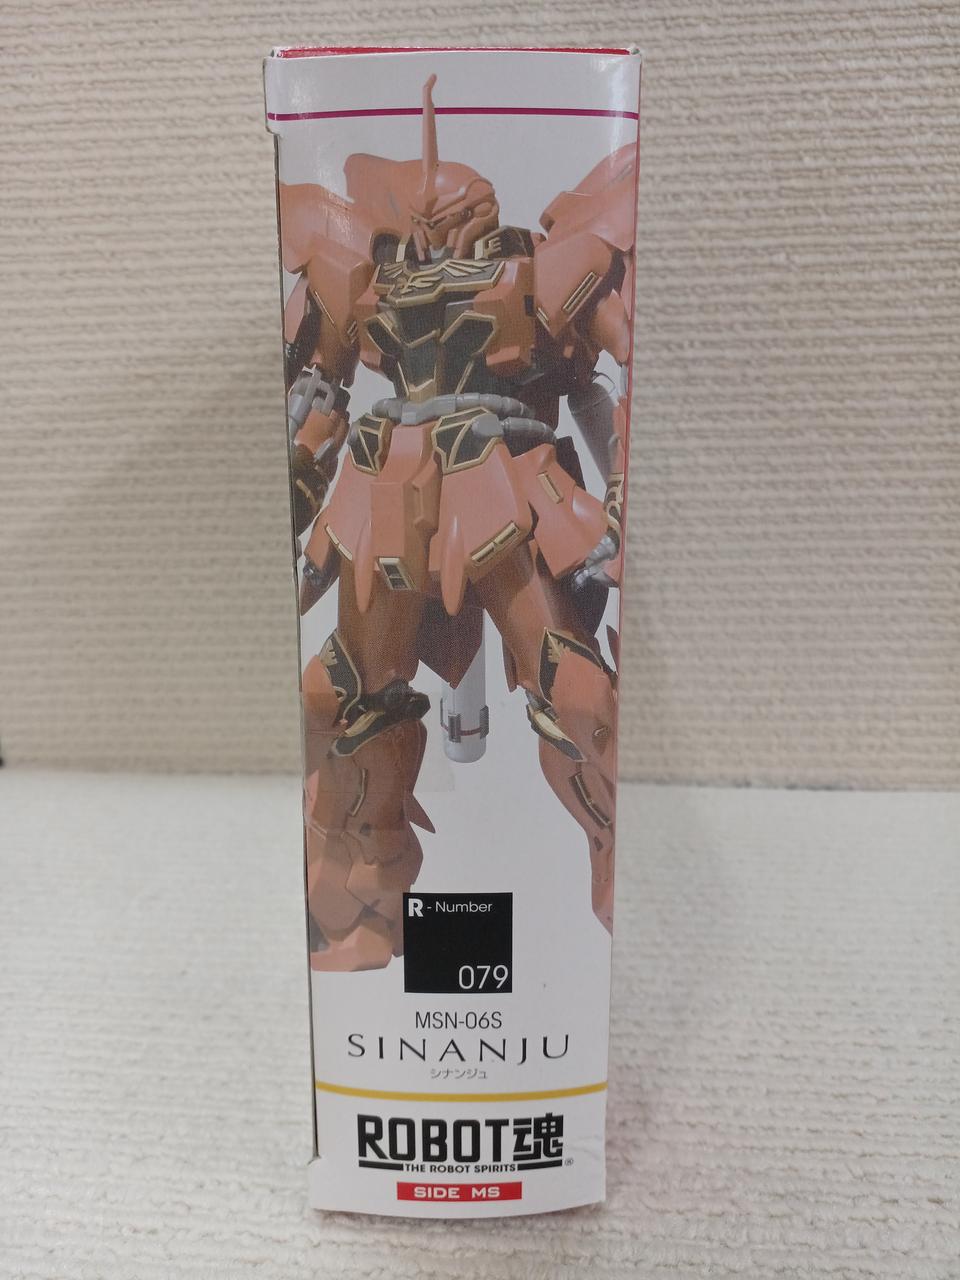 R - Number
079
MSN-06S
SINANJU
シナンジュ
ROBOT魂
THE ROBOT SPIRITS ®
SIDE MS